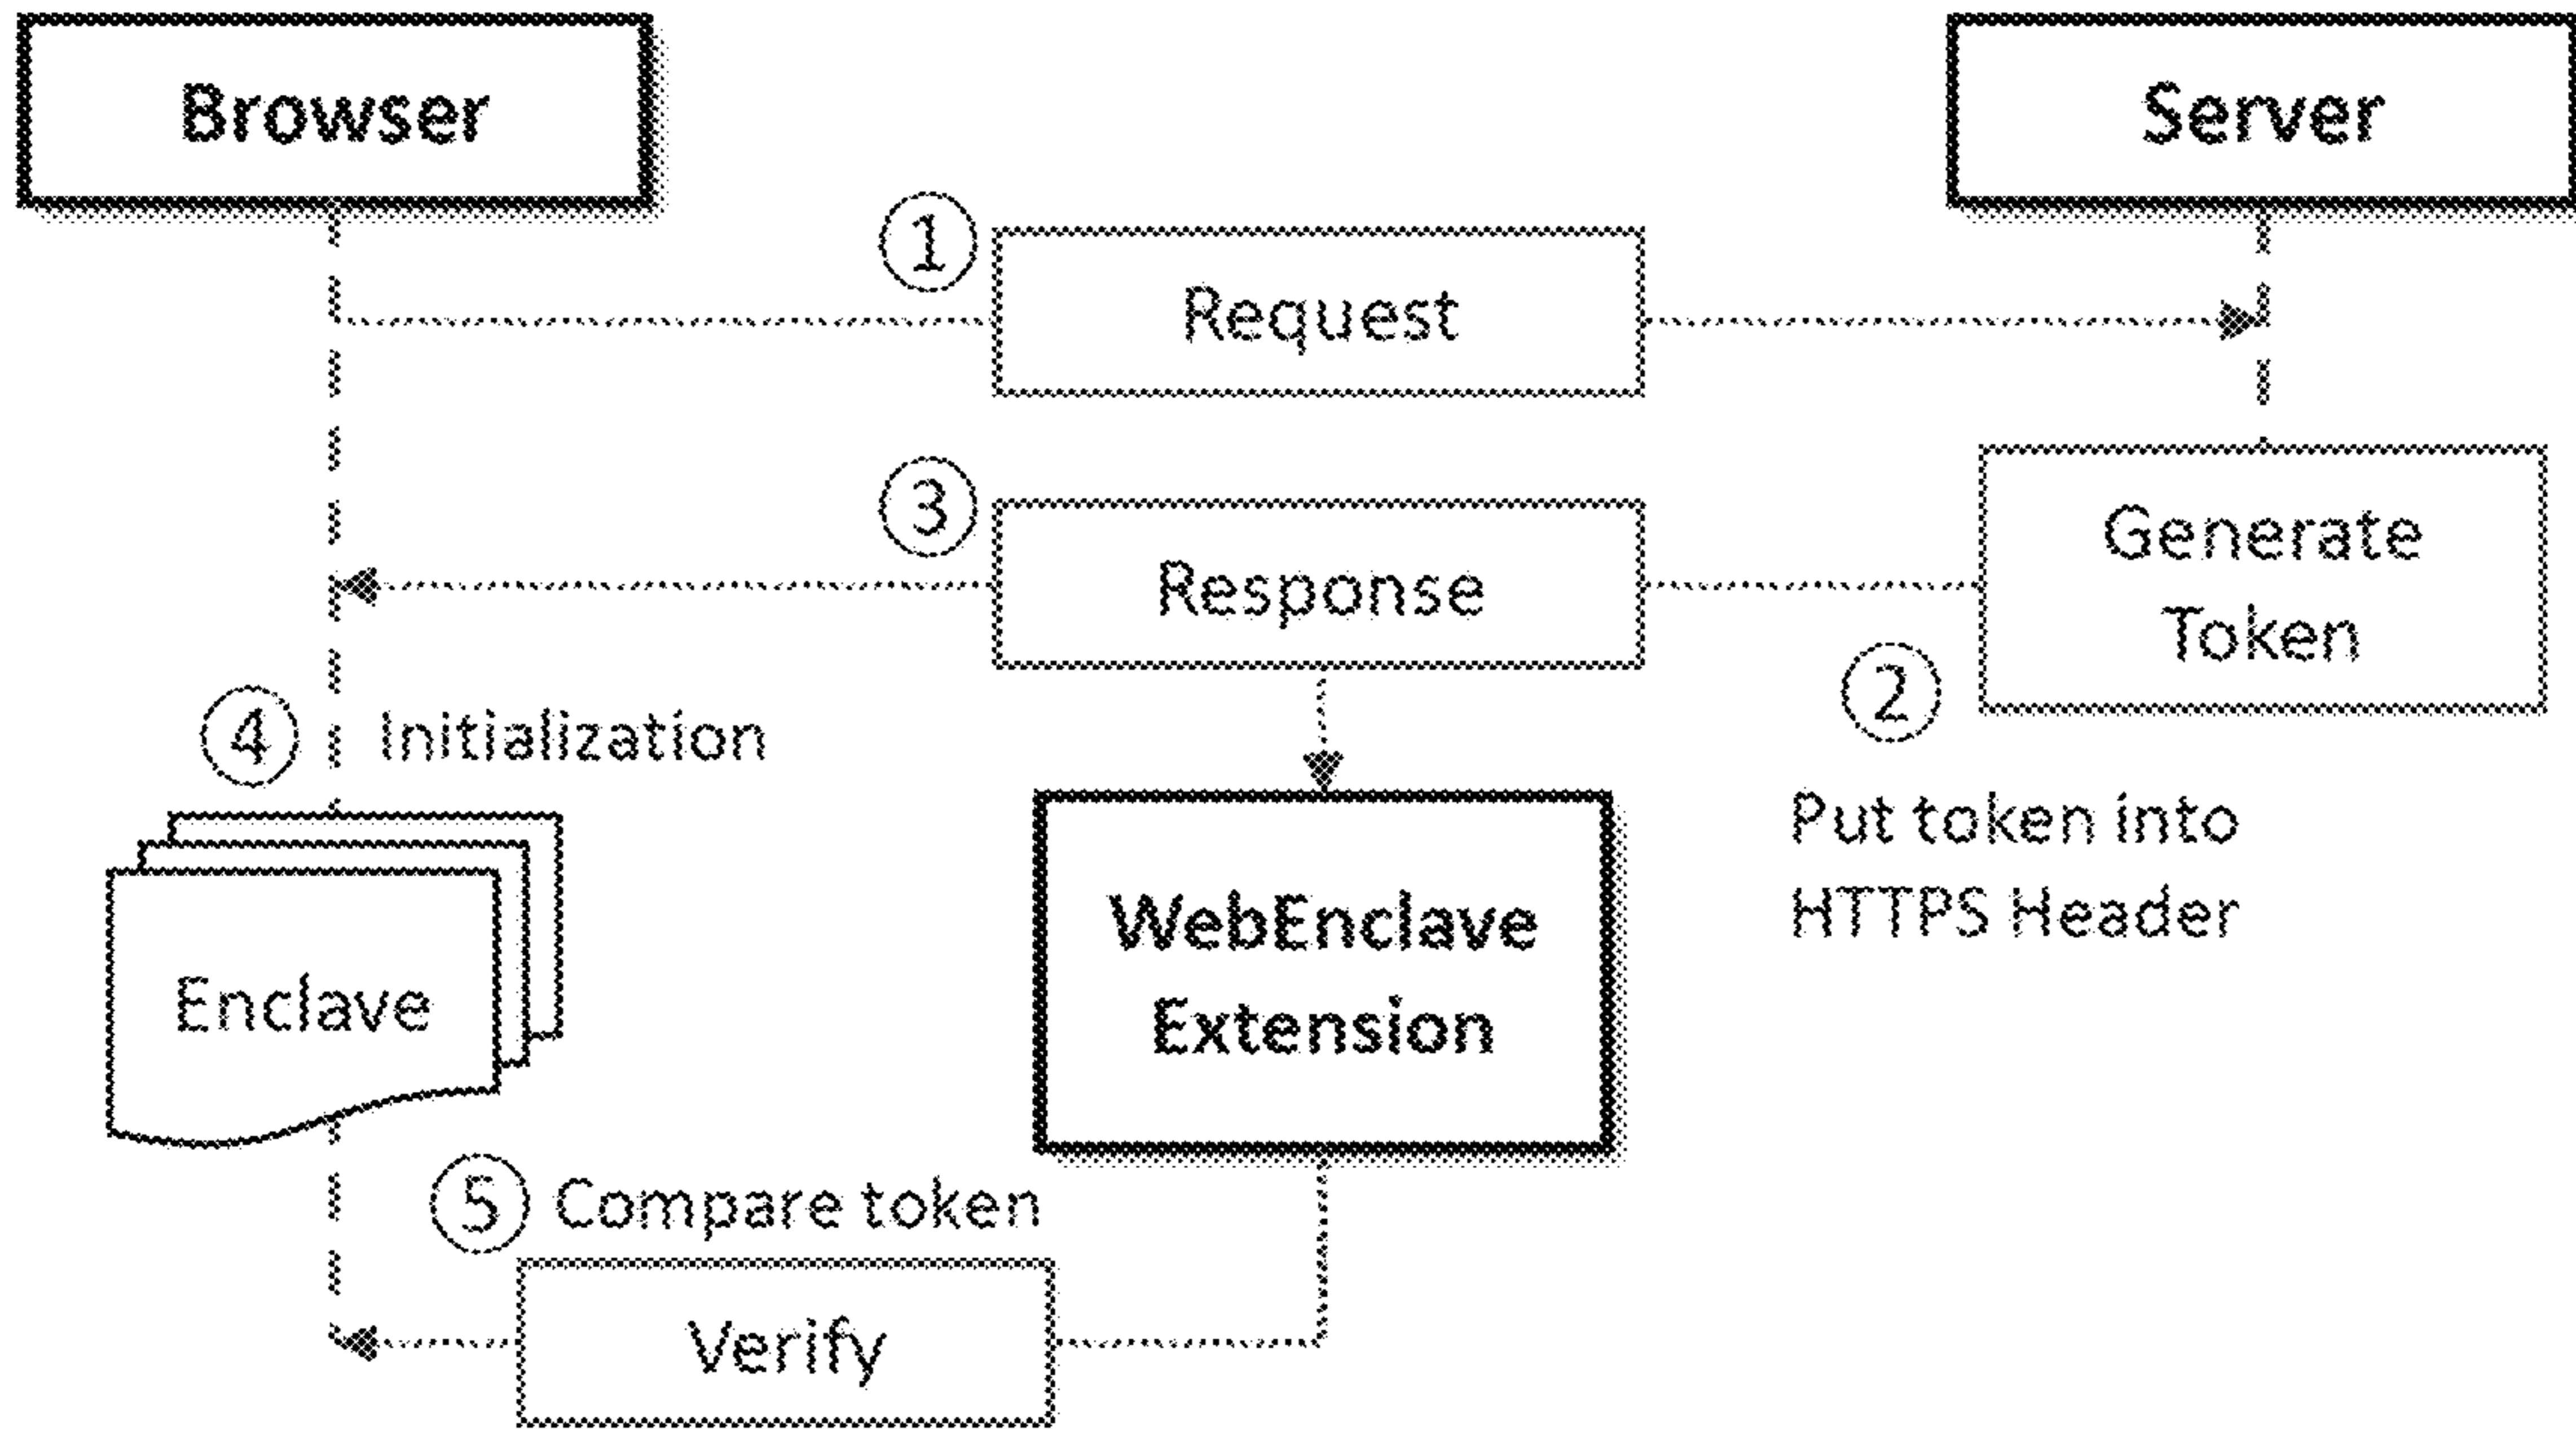 Browser
Server
1
Request
3
Response
Generate
Token
2
Put token into
HTTPS Header
4
Initialization
Enclave
WebEnclave
Extension
5
Compare token
Verify